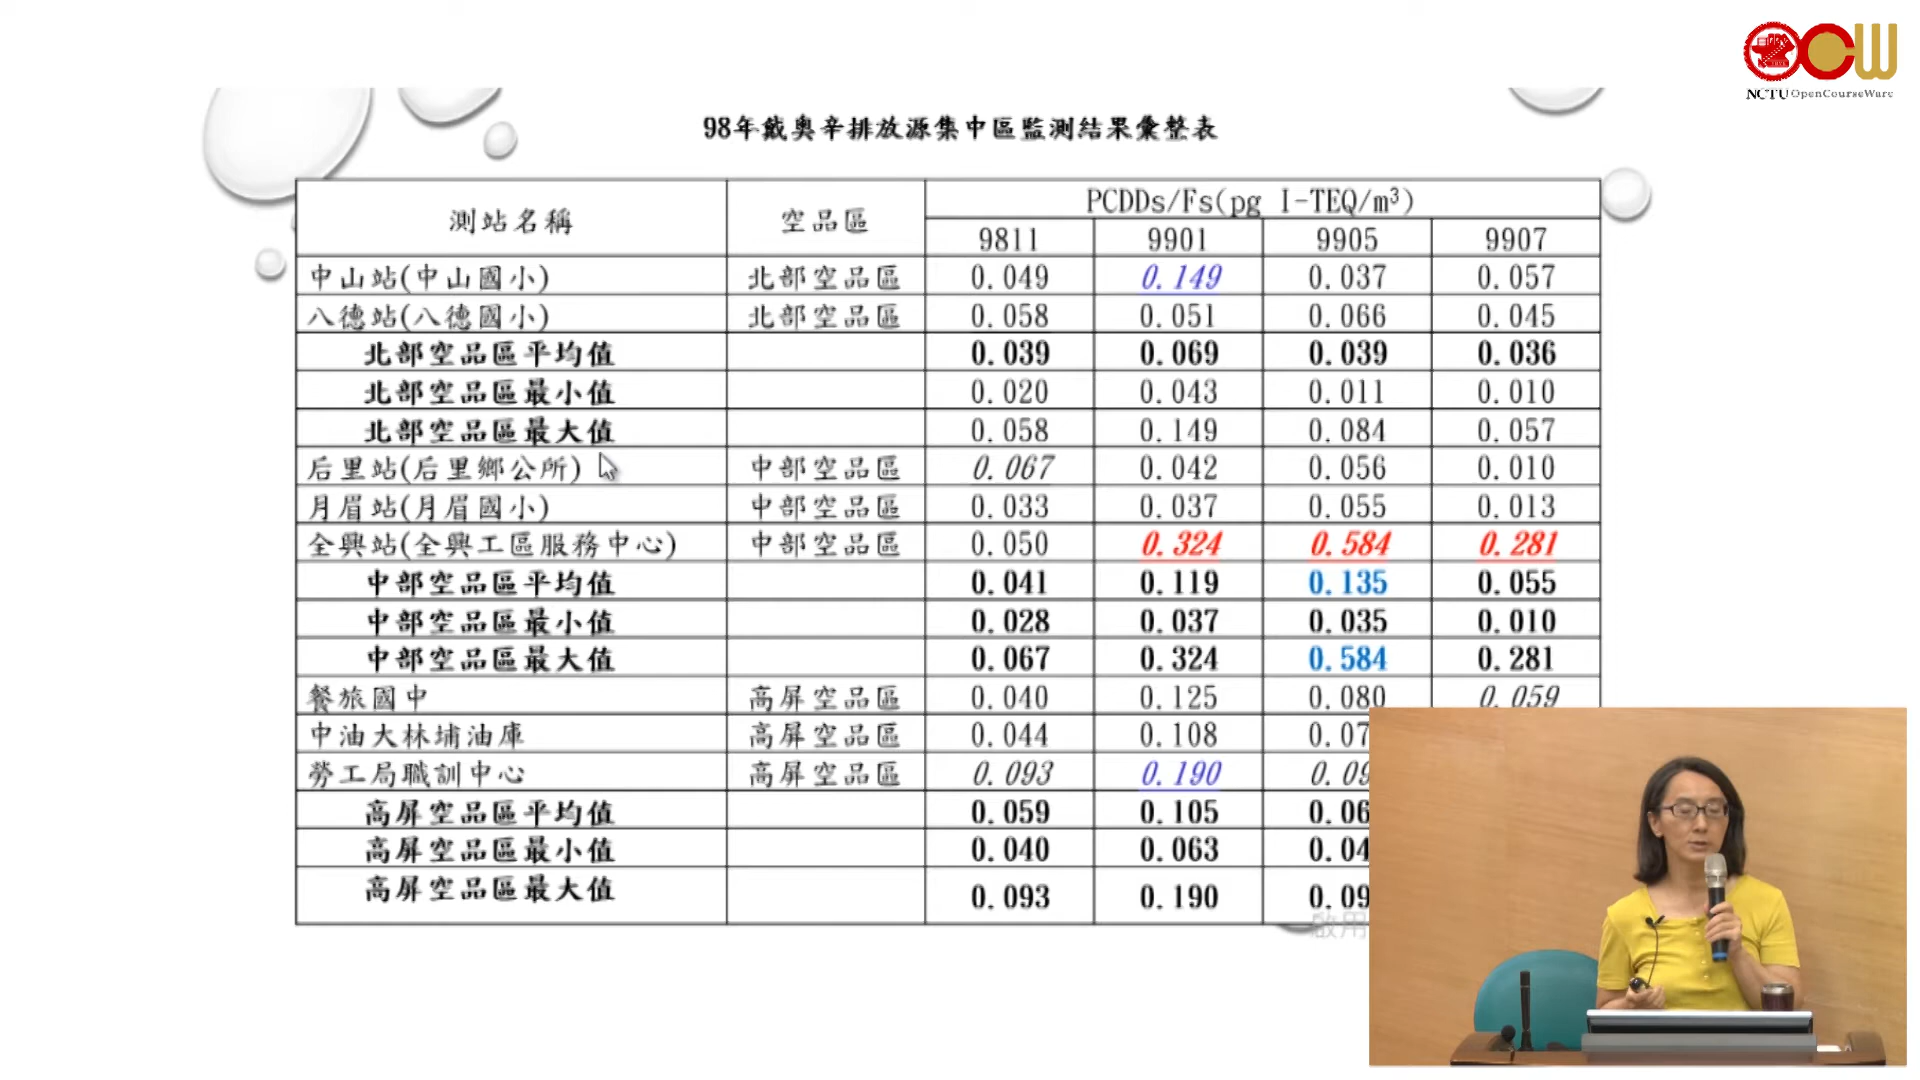 OCW
NCTU OpenCourseWare
98年戴奧辛排放源集中區監測結果彙整表
測站名稱 空品區 PCDDs/Fs(pg I-TEQ/m³)
9811 9901 9905 9907
中山站(中山國小) 北部空品區 0.049 0.149 0.037 0.057
八德站(八德國小) 北部空品區 0.058 0.051 0.066 0.045
北部空品區平均值 0.039 0.069 0.039 0.036
北部空品區最小值 0.020 0.043 0.011 0.010
北部空品區最大值 0.058 0.149 0.084 0.057
后里站(后里鄉公所) 中部空品區 0.067 0.042 0.056 0.010
月眉站(月眉國小) 中部空品區 0.033 0.037 0.055 0.013
全興站(全興工區服務中心) 中部空品區 0.050 0.324 0.584 0.281
中部空品區平均值 0.041 0.119 0.135 0.055
中部空品區最小值 0.028 0.037 0.035 0.010
中部空品區最大值 0.067 0.324 0.584 0.281
餐旅國中 高屏空品區 0.040 0.125 0.080 0.059
中油大林埔油庫 高屏空品區 0.044 0.108 0.07
勞工局職訓中心 高屏空品區 0.093 0.190 0.09
高屏空品區平均值 0.059 0.105 0.06
高屏空品區最小值 0.040 0.063 0.04
高屏空品區最大值 0.093 0.190 0.09
啟用